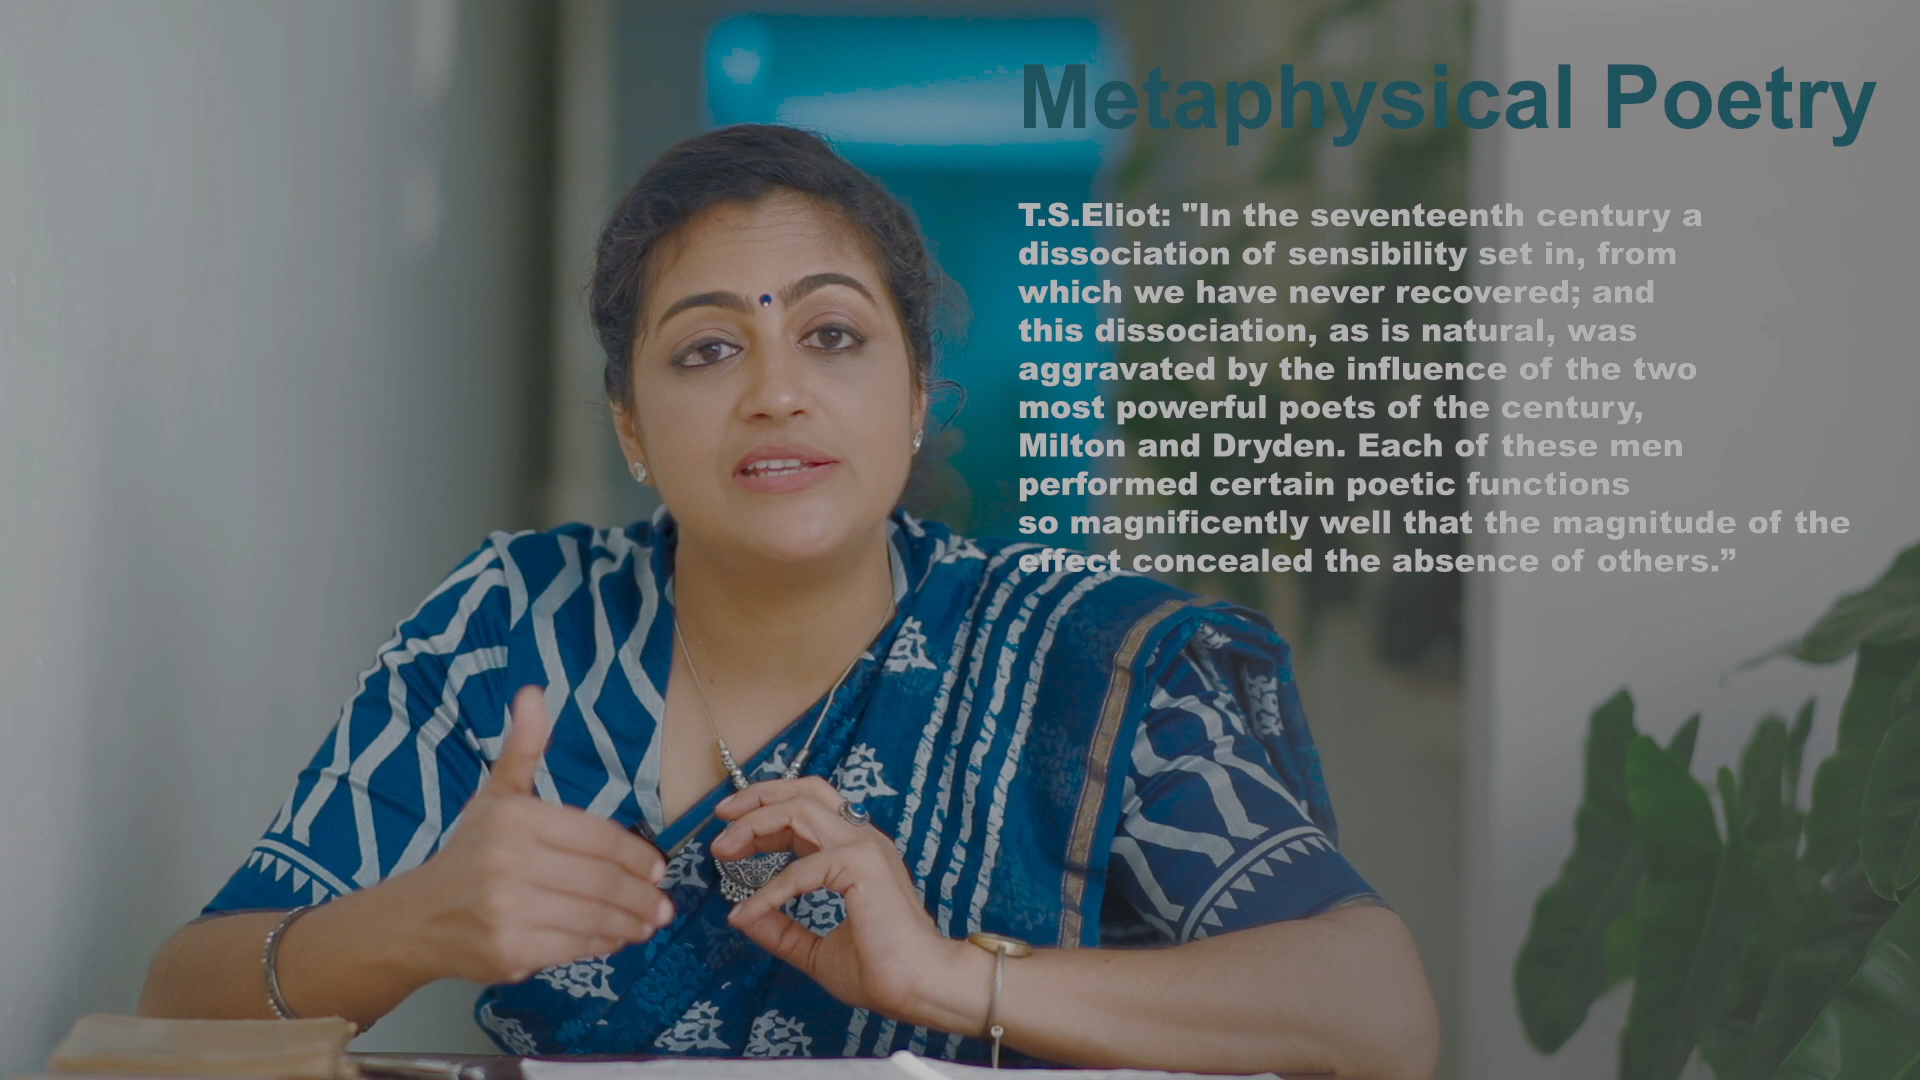 Metaphysical Poetry
T.S.Eliot: "In the seventeenth century a
dissociation of sensibility set in, from
which we have never recovered; and
this dissociation, as is natural, was
aggravated by the influence of the two
most powerful poets of the century,
Milton and Dryden. Each of these men
performed certain poetic functions
so magnificently well that the magnitude of the
effect concealed the absence of others.”